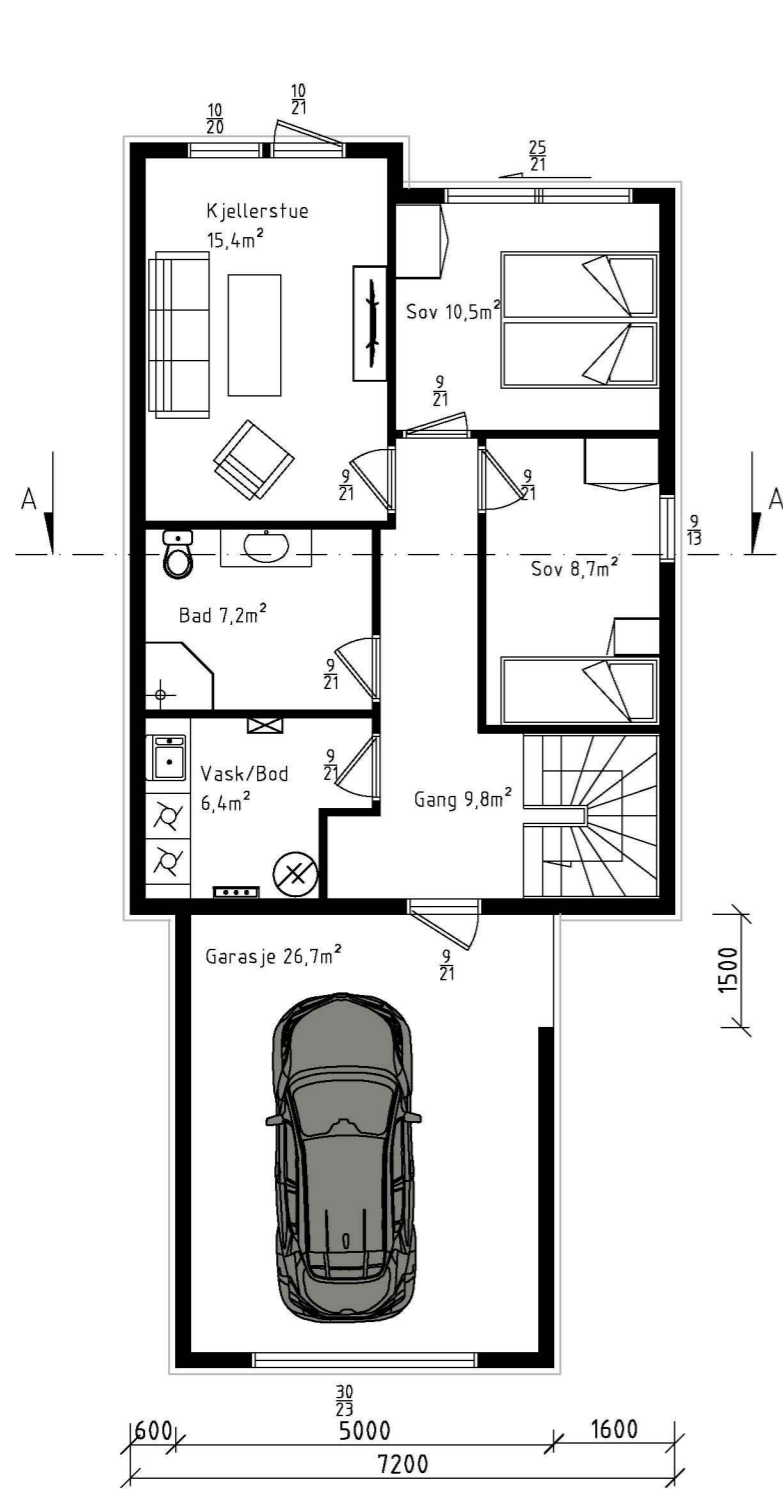 10
21
10
20
25
21
Kjellerstue
15,4m²
Sov 10,5m²
9
21
9
21
9
21
A
A
9
13
Sov 8,7m²
Bad 7,2m²
9
21
Vask/Bod
6,4m²
9
21
Gang 9,8m²
Garasje 26,7m²
9
21
1500
30
23
600
5000
1600
7200